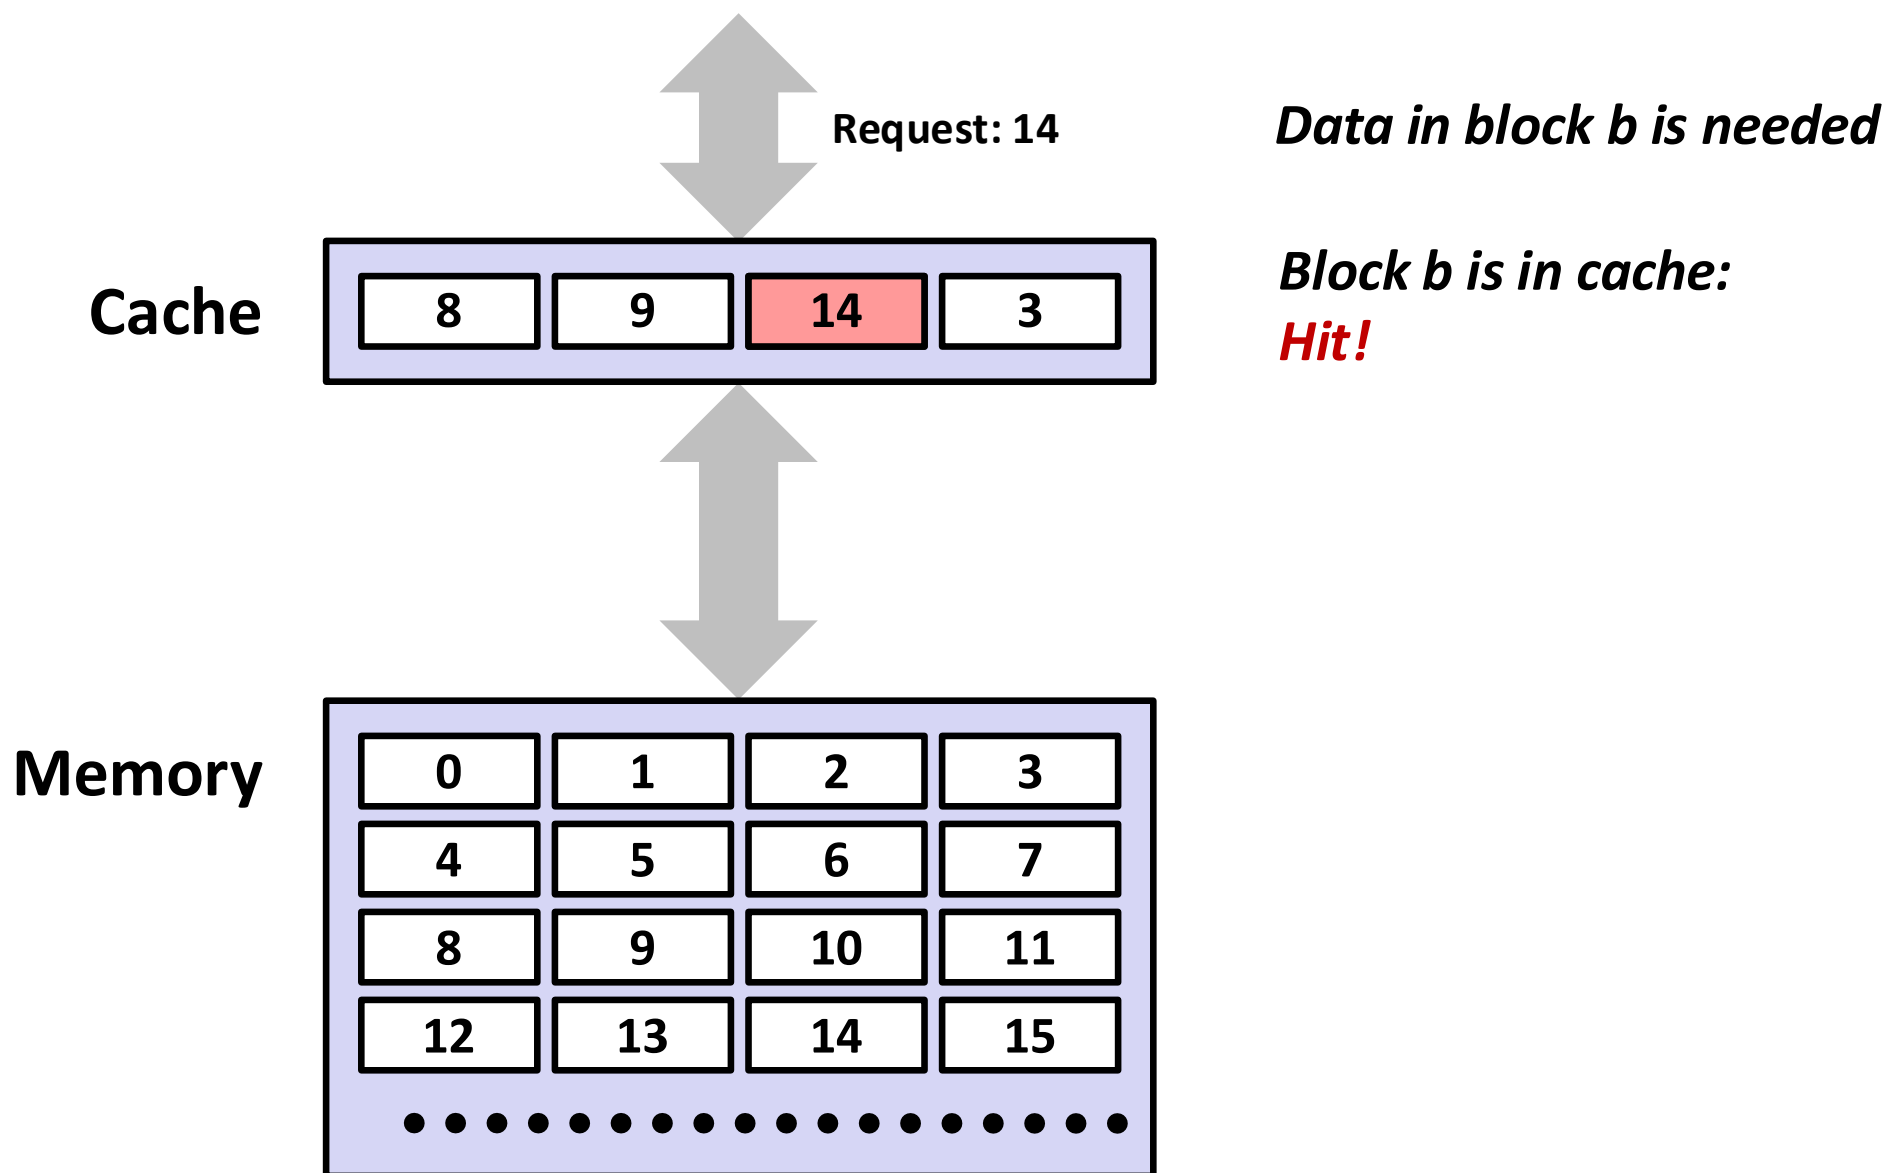 Request: 14
Data in block b is needed
Cache
8 9 14 3
Block b is in cache:
Hit!
Memory
0 1 2 3
4 5 6 7
8 9 10 11
12 13 14 15